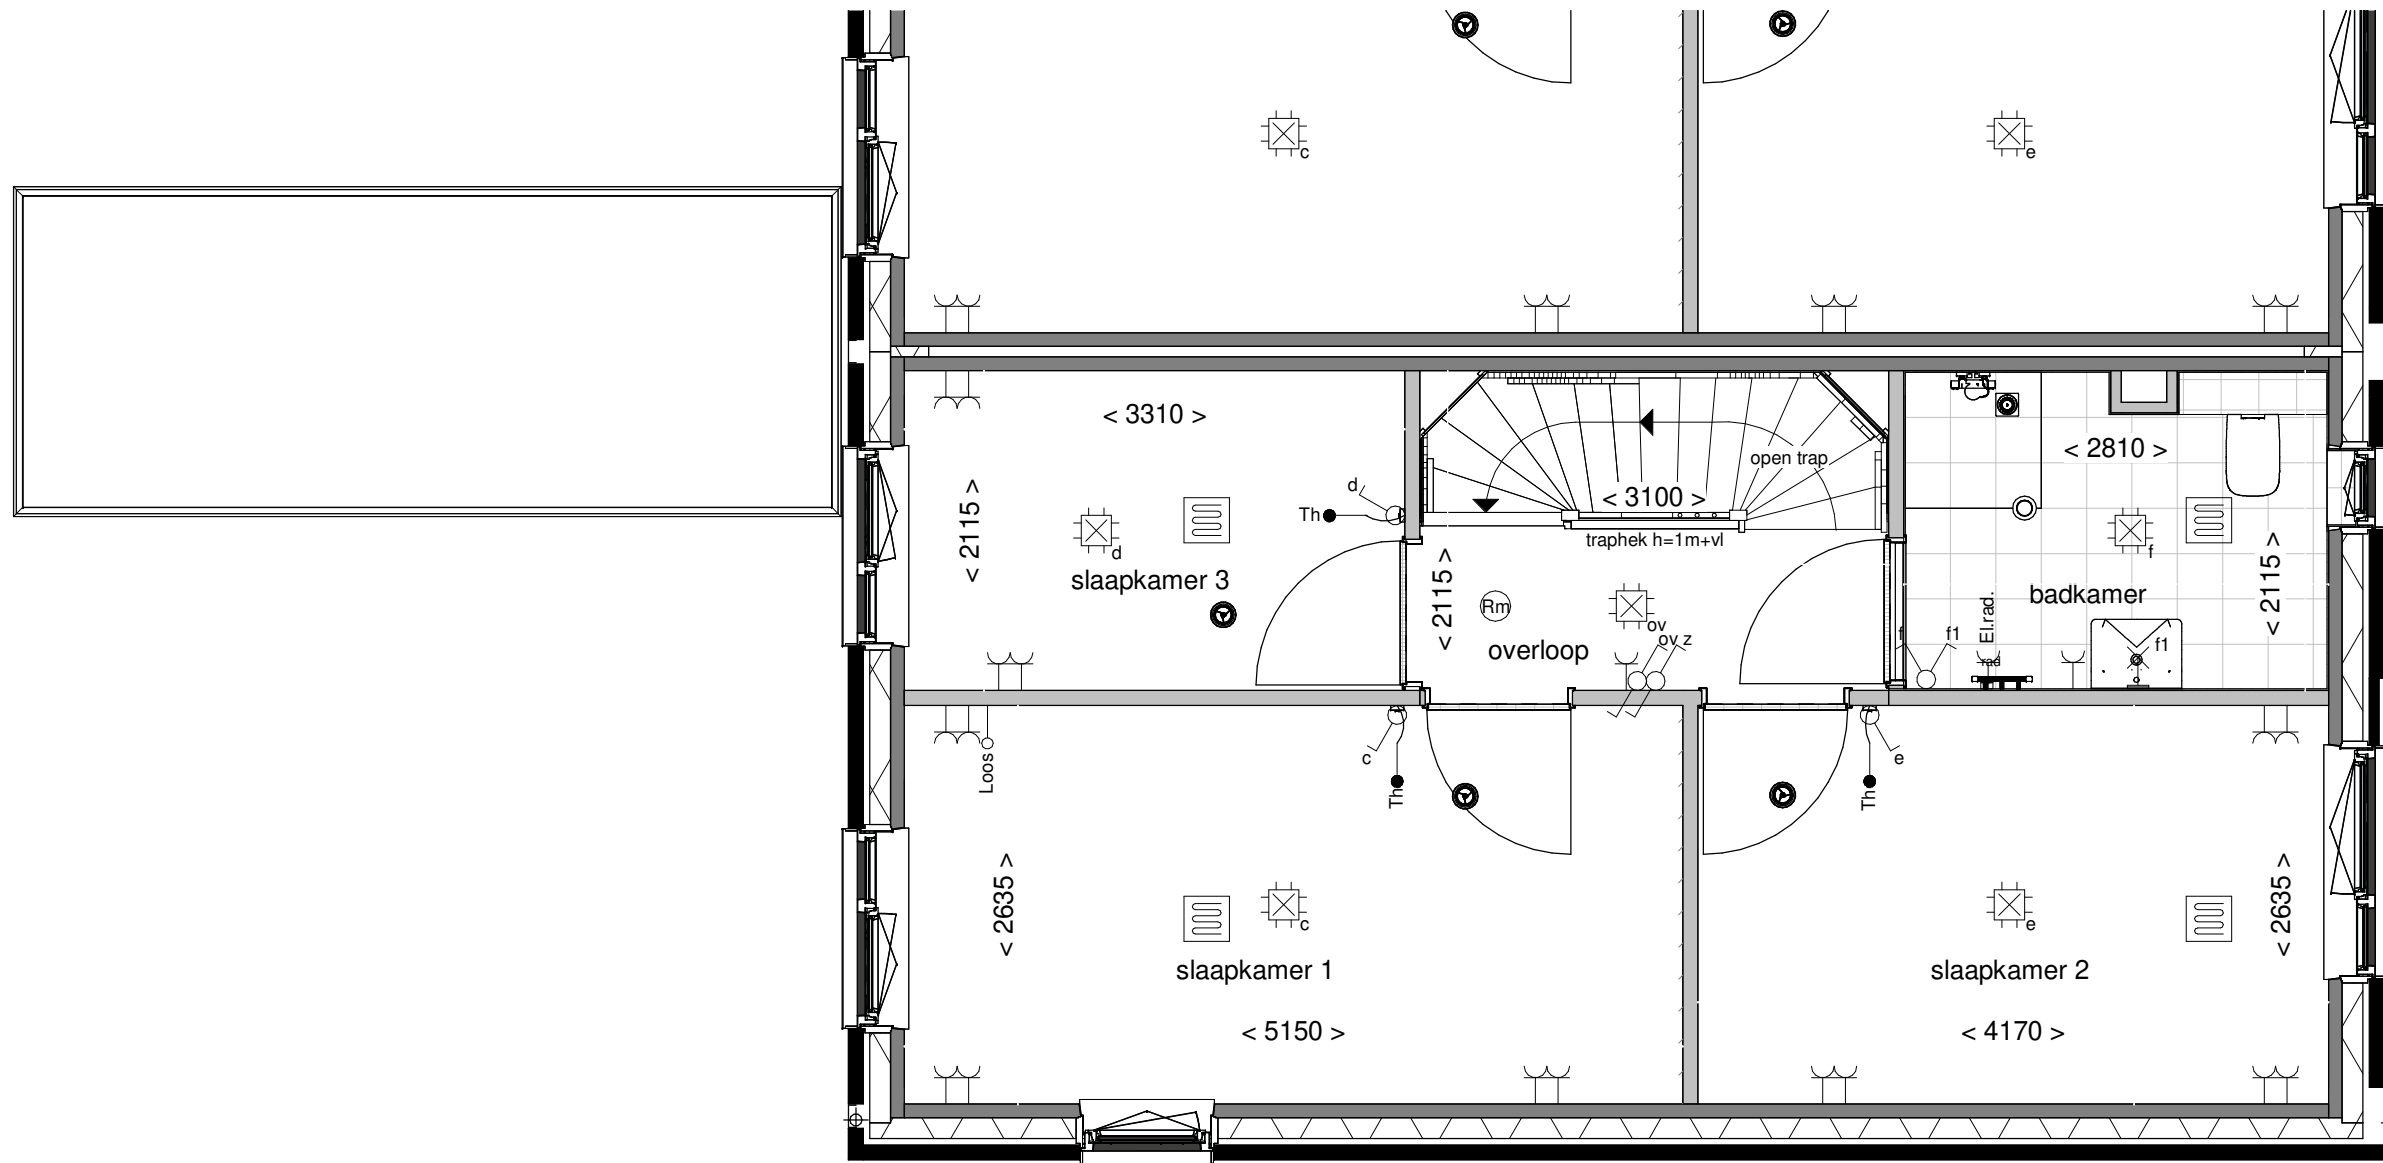 c
e
< 3310 >
< 2810 >
open trap
d
< 3100 >
Th
< 2115 >
traphek h=1m+vl
d
f
slaapkamer 3
< 2115 >
badkamer
< 2115 >
Rm
El.rad.
ov
overloop
ov z
f
f1
f1
rad
Loos
c
Th
e
Th
< 2635 >
< 2635 >
c
e
slaapkamer 1
slaapkamer 2
< 5150 >
< 4170 >